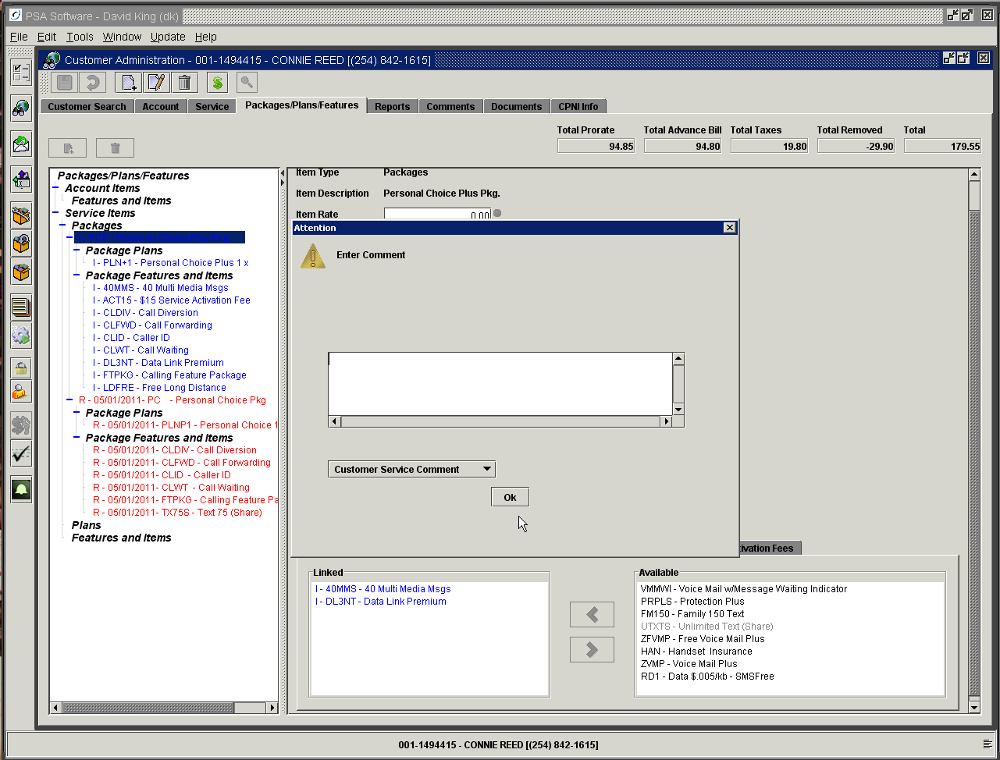 PSA Software - David King (dk)
File Edit Tools Window Update Help
Customer Administration - 001-1494415 - CONNIE REED [(254) 842-1615]
Customer Search Account Service Packages/Plans/Features Reports Comments Documents CPNI Info
Total Prorate Total Advance Bill Total Taxes Total Removed Total
94.85 94.80 19.80 -29.90 179.55
Packages/Plans/Features
Account Items
Features and Items
Service Items
Packages
Package Plans
I - PLN+1 - Personal Choice Plus 1 x
Package Features and Items
I - 40MMS - 40 Multi Media Msgs
I - ACT15 - $15 Service Activation Fee
I - CLDIV - Call Diversion
I - CLFWD - Call Forwarding
I - CLID - Caller ID
I - CLWT - Call Waiting
I - DL3NT - Data Link Premium
I - FTPKG - Calling Feature Package
I - LDFRE - Free Long Distance
R - 05/01/2011- PC - Personal Choice Pkg
Package Plans
R - 05/01/2011- PLNP1 - Personal Choice 1
Package Features and Items
R - 05/01/2011- CLDIV - Call Diversion
R - 05/01/2011- CLFWD - Call Forwarding
R - 05/01/2011- CLID - Caller ID
R - 05/01/2011- CLWT - Call Waiting
R - 05/01/2011- FTPKG - Calling Feature Pa
R - 05/01/2011- TX75S - Text 75 (Share)
Plans
Features and Items
Item Type Packages
Item Description Personal Choice Plus Pkg.
Item Rate 0.00
Attention
Enter Comment
Customer Service Comment
Ok
ivation Fees
Linked
I - 40MMS - 40 Multi Media Msgs
I - DL3NT - Data Link Premium
Available
VMMWI - Voice Mail w/Message Waiting Indicator
PRPLS - Protection Plus
FM150 - Family 150 Text
UTXTS - Unlimited Text (Share)
ZFVMP - Free Voice Mail Plus
HAN - Handset Insurance
ZVMP - Voice Mail Plus
RD1 - Data $.005/kb - SMSFree
001-1494415 - CONNIE REED [(254) 842-1615]